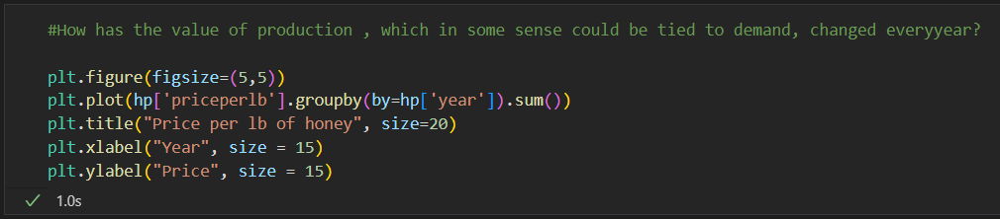 #How has the value of production , which in some sense could be tied to demand, changed everyyear?
plt.figure(figsize=(5,5))
plt.plot(hp['priceperlb'].groupby(by=hp['year']).sum())
plt.title("Price per lb of honey", size=20)
plt.xlabel("Year", size = 15)
plt.ylabel("Price", size = 15)
1.0s